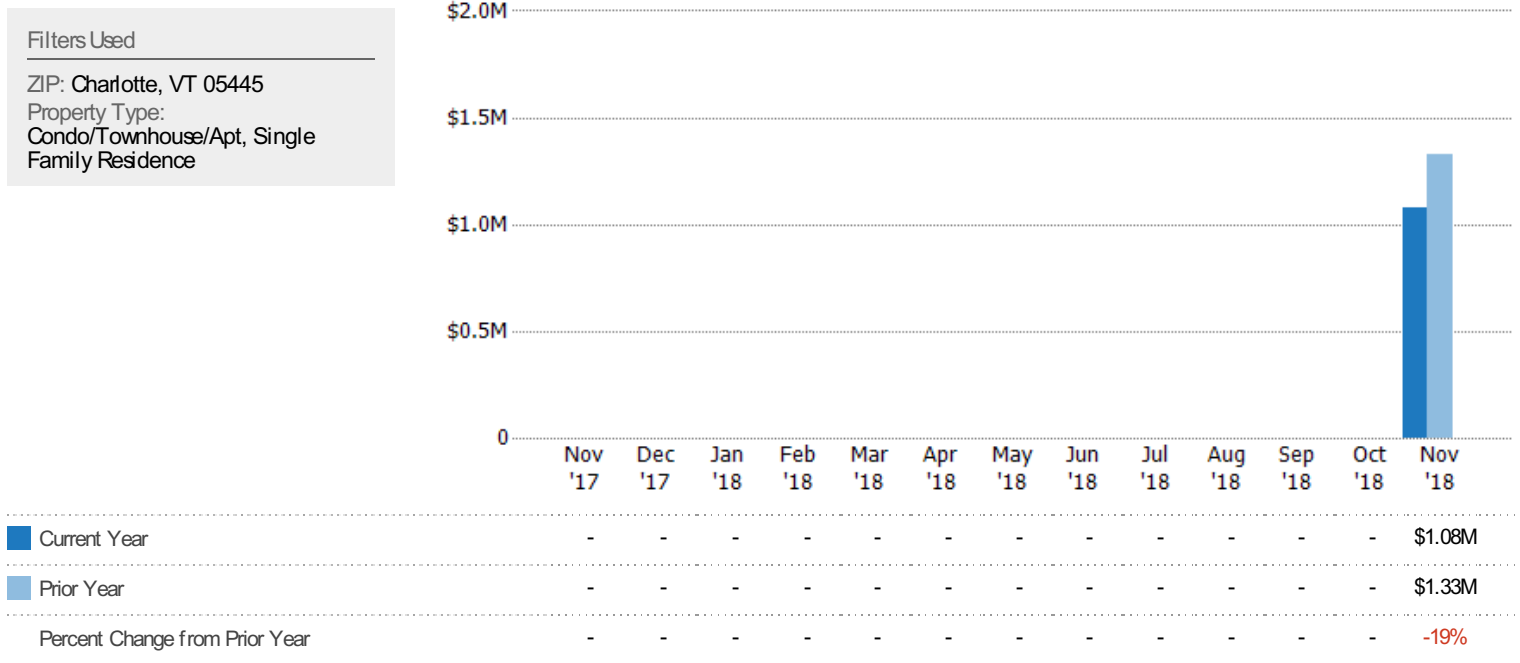 Filters Used
ZIP: Charlotte, VT 05445
Property Type:
Condo/Townhouse/Apt, Single
Family Residence
$2.0M
$1.5M
$1.0M
$0.5M
0
Nov Dec Jan Feb Mar Apr May Jun Jul Aug Sep Oct Nov
'17 '17 '18 '18 '18 '18 '18 '18 '18 '18 '18 '18 '18
Current Year - - - - - - - - - - - - $1.08M
Prior Year - - - - - - - - - - - - $1.33M
Percent Change from Prior Year - - - - - - - - - - - - -19%